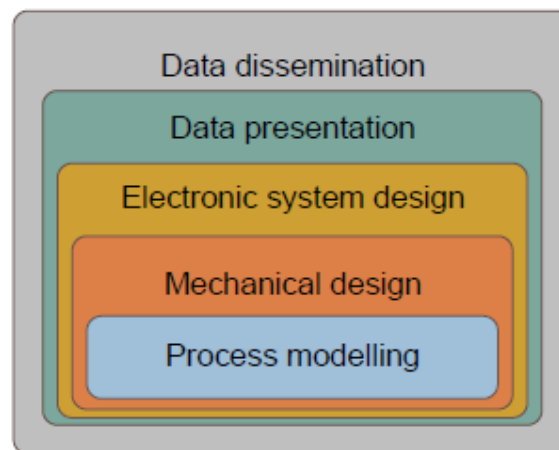 Data dissemination
Data presentation
Electronic system design
Mechanical design
Process modelling